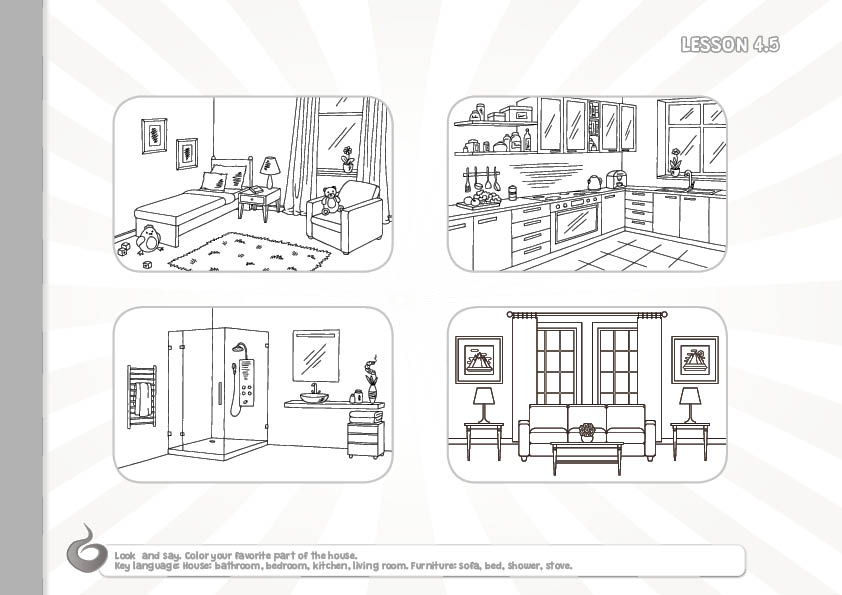 LESSON 4.5
Look and say. Color your favorite part of the house.
Key language: House: bathroom, bedroom, kitchen, living room. Furniture: sofa, bed, shower, stove.